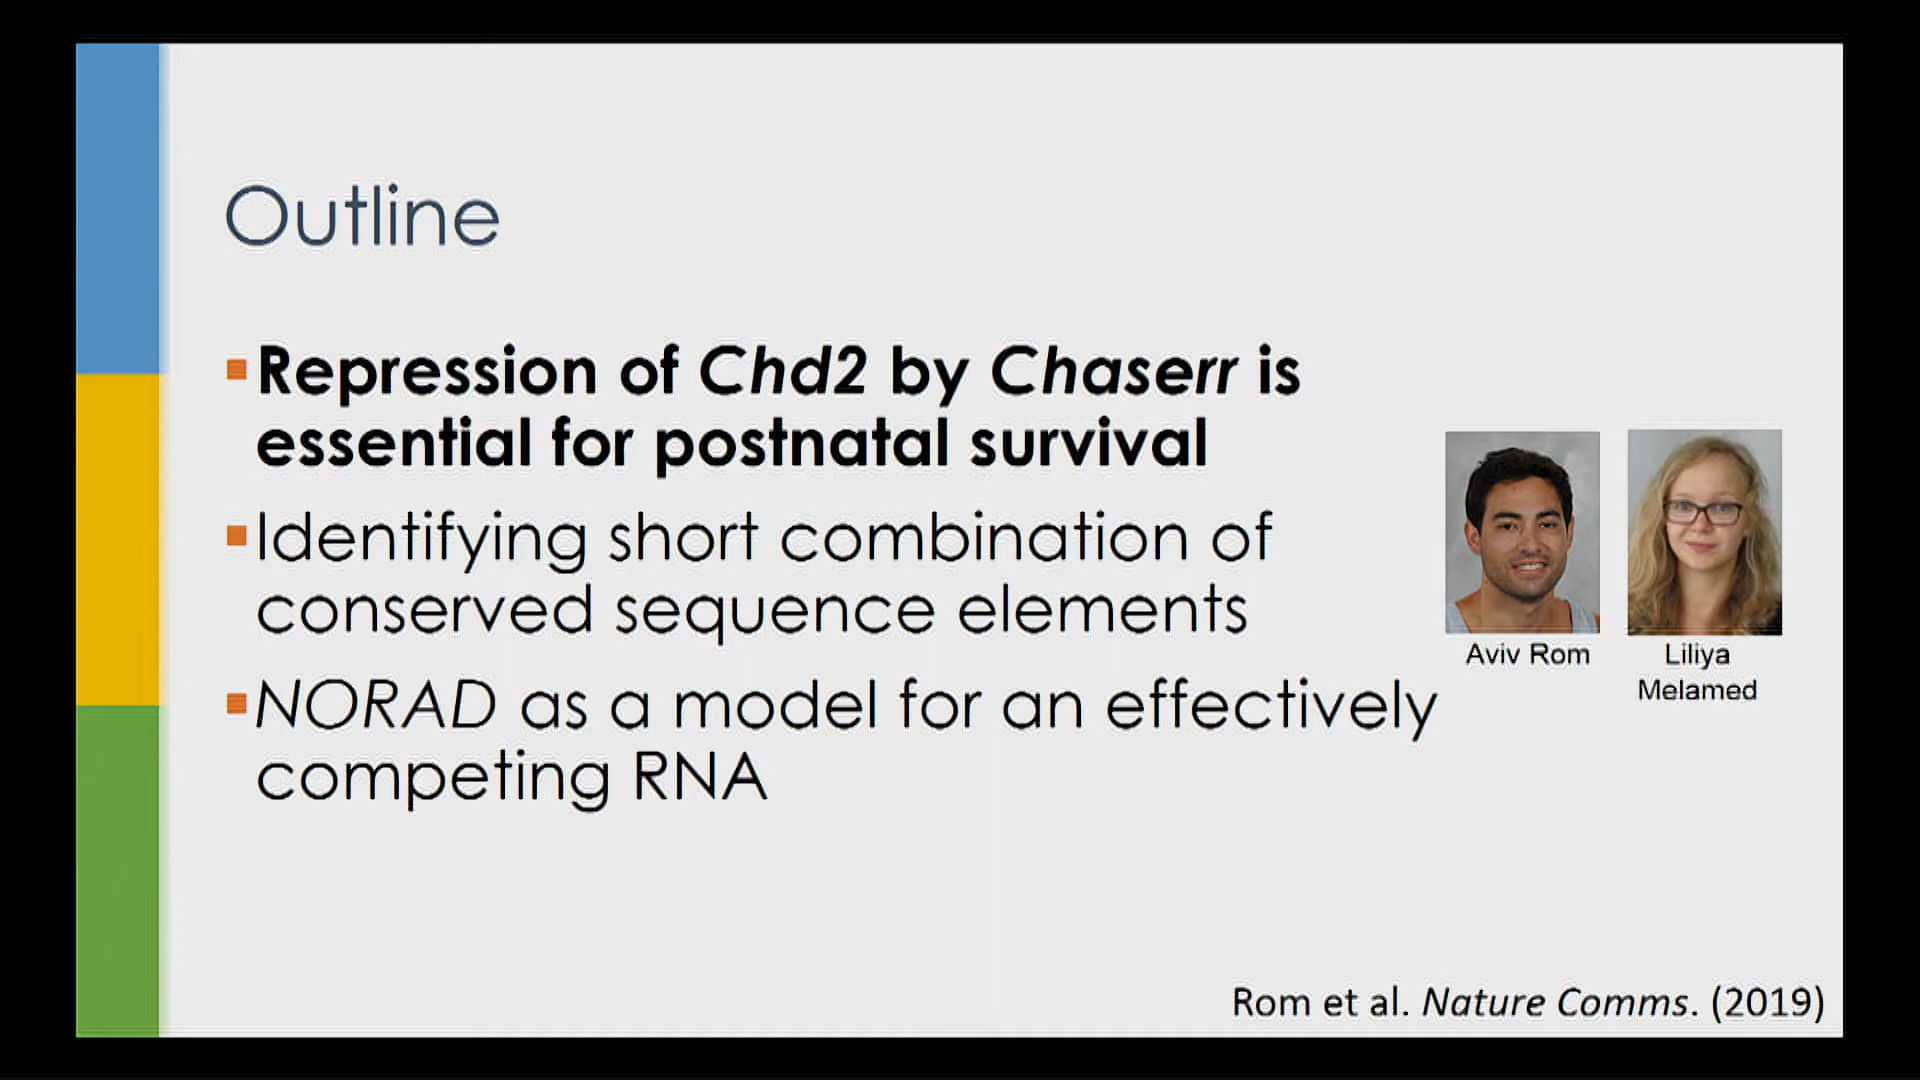 Outline
Repression of Chd2 by Chaserr is
essential for postnatal survival
Identifying short combination of
conserved sequence elements
NORAD as a model for an effectively
competing RNA
Aviv Rom
Liliya
Melamed
Rom et al. Nature Comms. (2019)